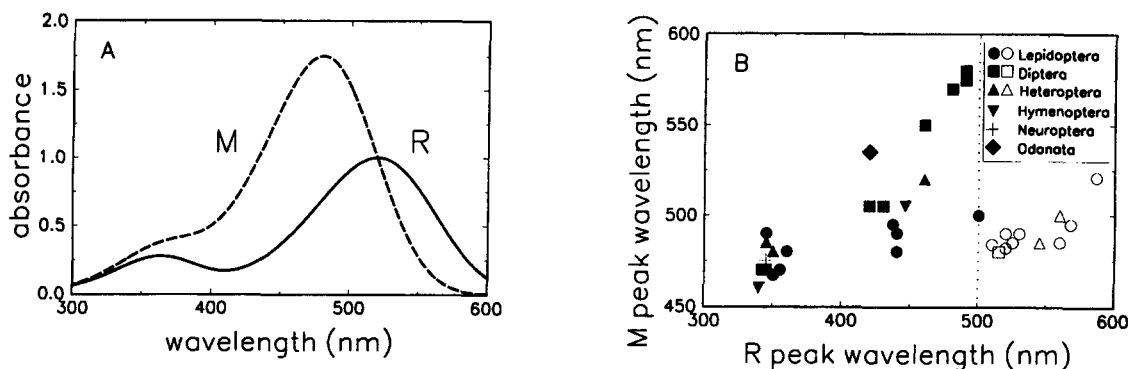 A
M
R
absorbance
2.0
1.5
1.0
0.5
0.0
300
400
500
600
wavelength (nm)
B
M peak wavelength (nm)
600
550
500
450
300
400
500
600
R peak wavelength (nm)
Lepidoptera
Diptera
Heteroptera
Hymenoptera
Neuroptera
Odonata